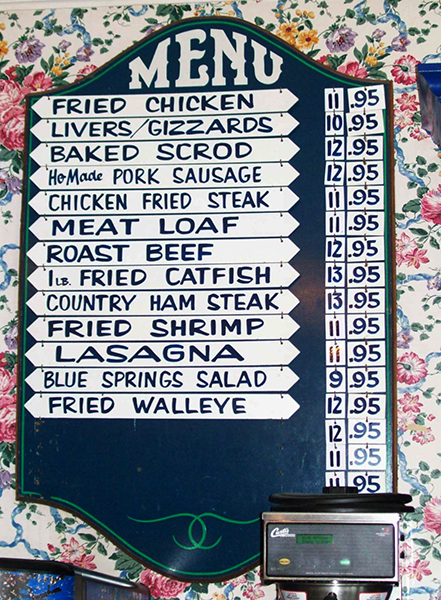 MENU
FRIED CHICKEN 11.95
LIVERS/GIZZARDS 10.95
BAKED SCROD 12.95
HoMade PORK SAUSAGE 12.95
CHICKEN FRIED STEAK 11.95
MEAT LOAF 11.95
ROAST BEEF 12.95
1 LB. FRIED CATFISH 13.95
COUNTRY HAM STEAK 13.95
FRIED SHRIMP 11.95
LASAGNA 11.95
BLUE SPRINGS SALAD 9.95
FRIED WALLEYE 12.95
12.95
11.95
11.95